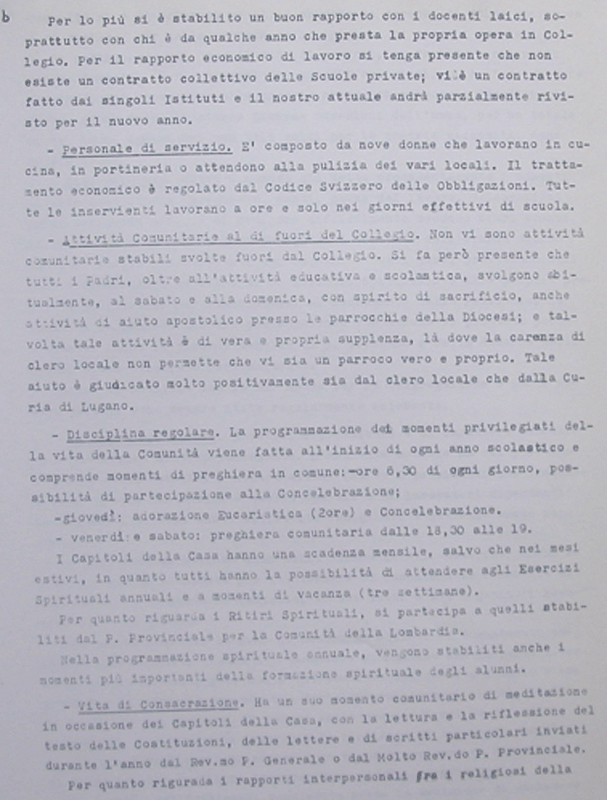 b
Per lo più si è stabilito un buon rapporto con i docenti laici, so-
prattutto con chi è da qualche anno che presta la propria opera in Col-
legio. Per il rapporto economico di lavoro si tenga presente che non
esiste un contratto collettivo delle Scuole private; vi è un contratto
fatto dai singoli Istituti e il nostro attuale andrà parzialmente rivi-
sto per il nuovo anno.
- Personale di servizio. E' composto da nove donne che lavorano in cu-
cina, in portineria o attendono alla pulizia dei vari locali. Il tratta-
mento economico è regolato dal Codice Svizzero delle Obbligazioni. Tut-
te le inservienti lavorano a ore e solo nei giorni effettivi di scuola.
- Attività Comunitarie al di fuori del Collegio. Non vi sono attività
comunitarie stabili svolte fuori dal Collegio. Si fa però presente che
tutti i Padri, oltre all'attività educativa e scolastica, svolgono abi-
tualmente, al sabato e alla domenica, con spirito di sacrificio, anche
attività di aiuto apostolico presso le parrocchie della Diocesi; e tal-
volta tale attività è di vera e propria supplenza, là dove la carenza di
clero locale non permette che vi sia un parroco vero e proprio. Tale
aiuto è giudicato molto positivamente sia dal clero locale che dalla Cu-
ria di Lugano.
- Disciplina regolare. La programmazione dei momenti privilegiati del-
la vita della Comunità viene fatta all'inizio di ogni anno scolastico e
comprende momenti di preghiera in comune:-ore 6,30 di ogni giorno, pos-
sibilità di partecipazione alla Concelebrazione;
-giovedì: adorazione Eucaristica (2ore) e Concelebrazione.
- venerdì e sabato: preghiera comunitaria dalle 18,30 alle 19.
I Capitoli della Casa hanno una scadenza mensile, salvo che nei mesi
estivi, in quanto tutti hanno la possibilità di attendere agli Esercizi
Spirituali annuali e a momenti di vacanza (tre settimane).
Per quanto riguarda i Ritiri Spirituali, si partecipa a quelli stabi-
liti dal P. Provinciale per la Comunità della Lombardia.
Nella programmazione spirituale annuale, vengono stabiliti anche i
momenti più importanti della formazione spirituale degli alunni.
- Vita di Consacrazione. Ha un suo momento comunitario di meditazione
in occasione dei Capitoli della Casa, con la lettura e la riflessione del
testo delle Costituzioni, delle lettere e di scritti particolari inviati
durante l'anno dal Rev.mo P. Generale o dal Molto Rev.do P. Provinciale.
Per quanto rigurada i rapporti interpersonali fra i religiosi della